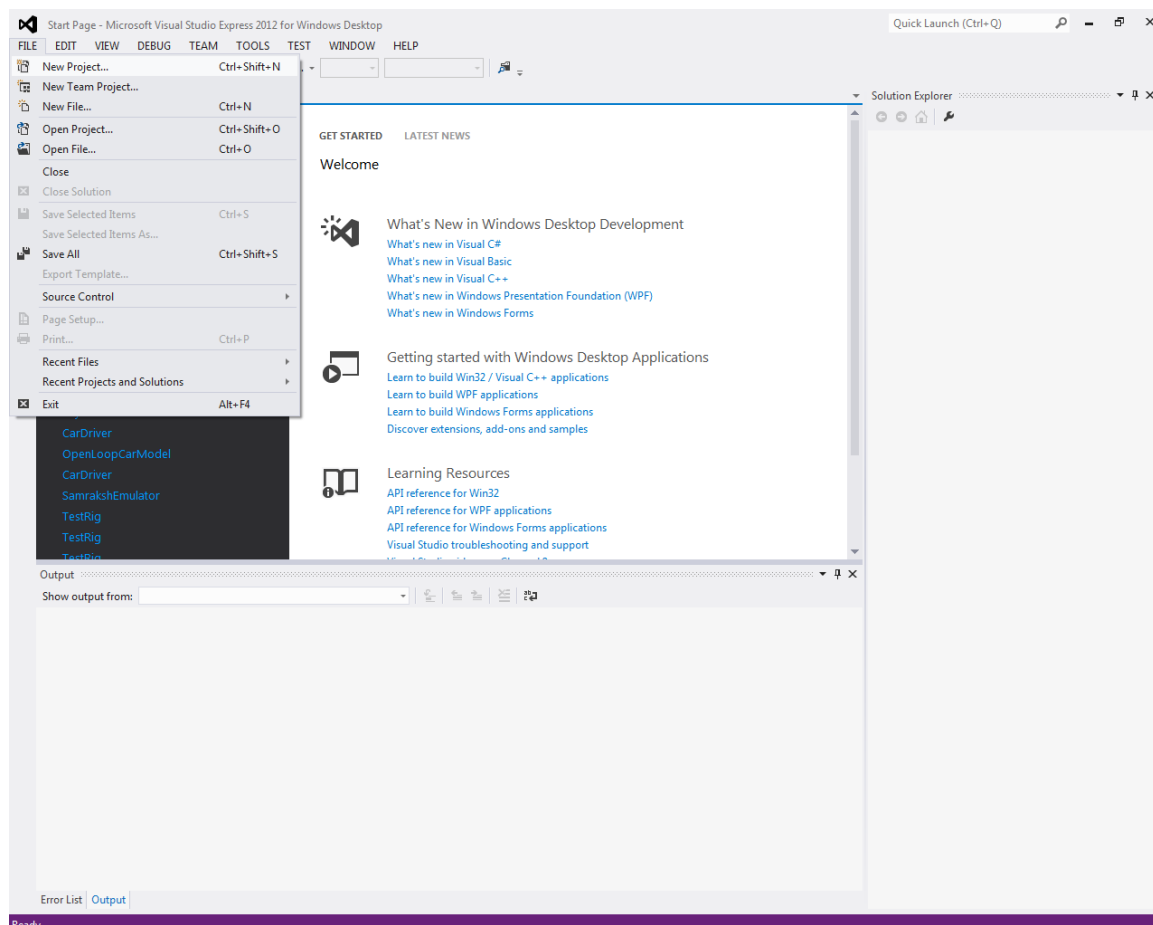 Start Page - Microsoft Visual Studio Express 2012 for Windows Desktop
Quick Launch (Ctrl+Q)
FILE EDIT VIEW DEBUG TEAM TOOLS TEST WINDOW HELP
New Project... Ctrl+Shift+N
New Team Project...
New File... Ctrl+N
Open Project... Ctrl+Shift+O
Open File... Ctrl+O
Close
Close Solution
Save Selected Items Ctrl+S
Save Selected Items As...
Save All Ctrl+Shift+S
Export Template...
Source Control
Page Setup...
Print... Ctrl+P
Recent Files
Recent Projects and Solutions
Exit Alt+F4
CarDriver
OpenLoopCarModel
CarDriver
SamrakshEmulator
TestRig
TestRig
TestRig
GET STARTED LATEST NEWS
Welcome
What's New in Windows Desktop Development
What's new in Visual C#
What's new in Visual Basic
What's new in Visual C++
What's new in Windows Presentation Foundation (WPF)
What's new in Windows Forms
Getting started with Windows Desktop Applications
Learn to build Win32 / Visual C++ applications
Learn to build WPF applications
Learn to build Windows Forms applications
Discover extensions, add-ons and samples
Learning Resources
API reference for Win32
API reference for WPF applications
API reference for Windows Forms applications
Visual Studio troubleshooting and support
Solution Explorer
Output
Show output from:
Error List Output
Ready